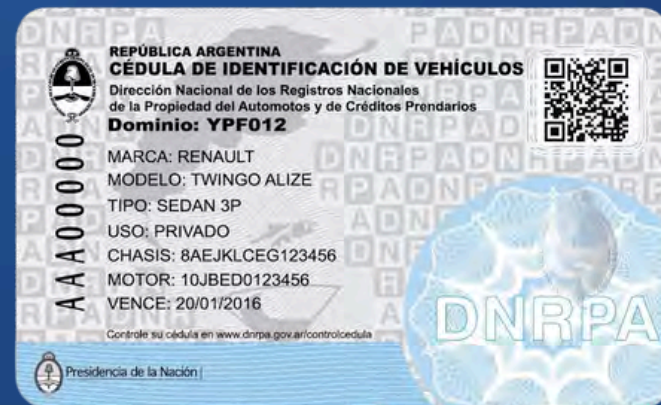 REPÚBLICA ARGENTINA
CÉDULA DE IDENTIFICACIÓN DE VEHÍCULOS
Dirección Nacional de los Registros Nacionales
de la Propiedad del Automotos y de Créditos Prendarios
Dominio: YPF012
MARCA: RENAULT
MODELO: TWINGO ALIZE
TIPO: SEDAN 3P
USO: PRIVADO
CHASIS: 8AEJKLCEG123456
MOTOR: 10JBED0123456
VENCE: 20/01/2016
Controle su cédula en www.dnrpa.gov.ar/controlcedula
AAA00000
DNRPA
Presidencia de la Nación